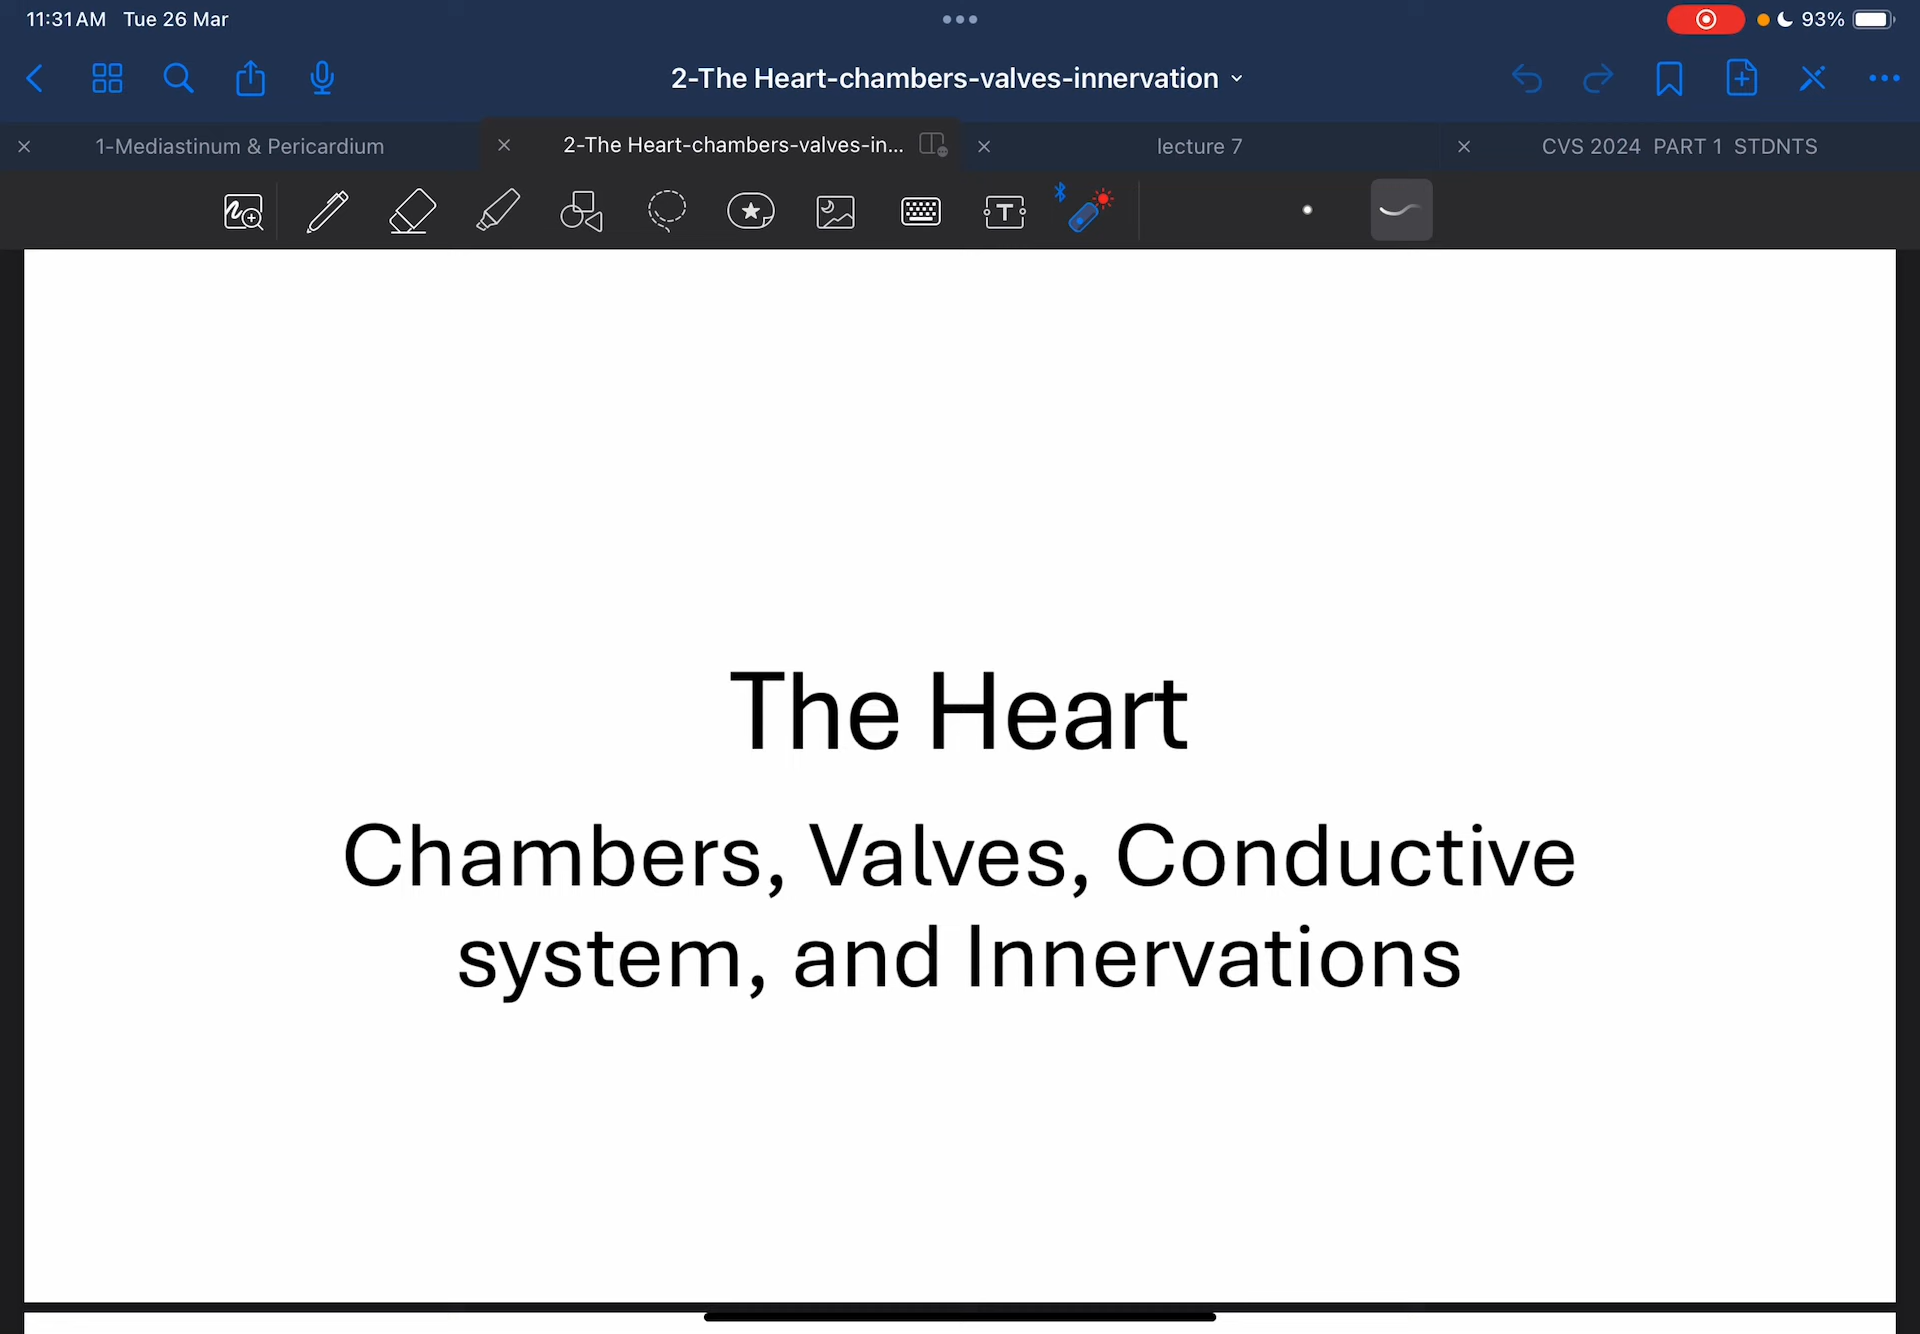 11:31 AM Tue 26 Mar
93%
2-The Heart-chambers-valves-innervation
1-Mediastinum & Pericardium
2-The Heart-chambers-valves-in...
lecture 7
CVS 2024 PART 1 STDNTS
The Heart
Chambers, Valves, Conductive
system, and Innervations